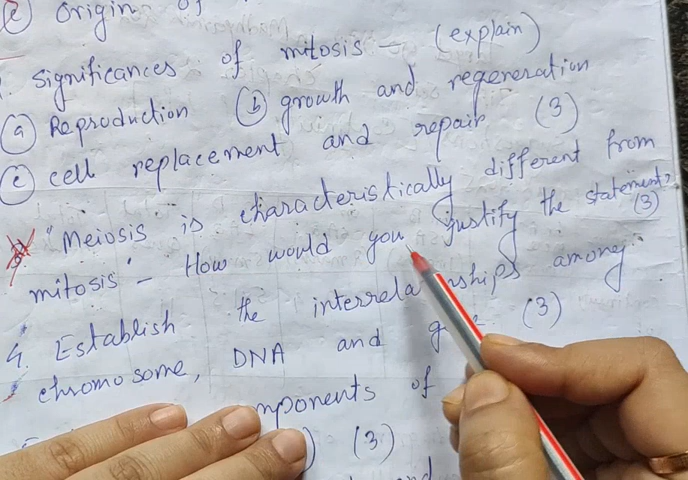 (e) Origin of
. Significances of mitosis - (explain)
(a) Reproduction (b) growth and regeneration
(c) cell replacement and repair (3)
"Meiosis is characteristically different from
mitosis" - How would you justify the statement? (3)
4. Establish the interrelationships among
chromosome, DNA and (3)
mponents of
) (3)